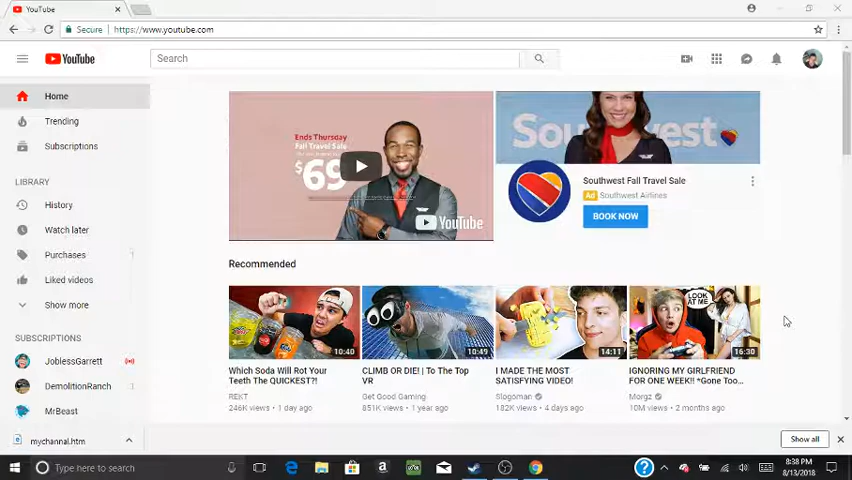 YouTube
Secure
https://www.youtube.com
YouTube
Search
Home
Trending
Subscriptions
LIBRARY
History
Watch later
Purchases
1
Liked videos
Show more
SUBSCRIPTIONS
JoblessGarrett
DemolitionRanch
MrBeast
Ends Thursday
Fall Travel Sale
$69
YouTube
Southwest
Southwest Fall Travel Sale
Ad Southwest Airlines
BOOK NOW
Recommended
10:40
10:49
14:11
LOOK
AT ME
16:30
Which Soda Will Rot Your
Teeth The QUICKEST?!
REKT
246K views • 1 day ago
CLIMB OR DIE! | To The Top
VR
Get Good Gaming
851K views • 1 year ago
I MADE THE MOST
SATISFYING VIDEO!
Slogoman
182K views • 4 days ago
IGNORING MY GIRLFRIEND
FOR ONE WEEK!! *Gone Too...
Morgz
10M views • 2 months ago
mychannal.htm
Show all
Type here to search
8:38 PM
8/13/2018